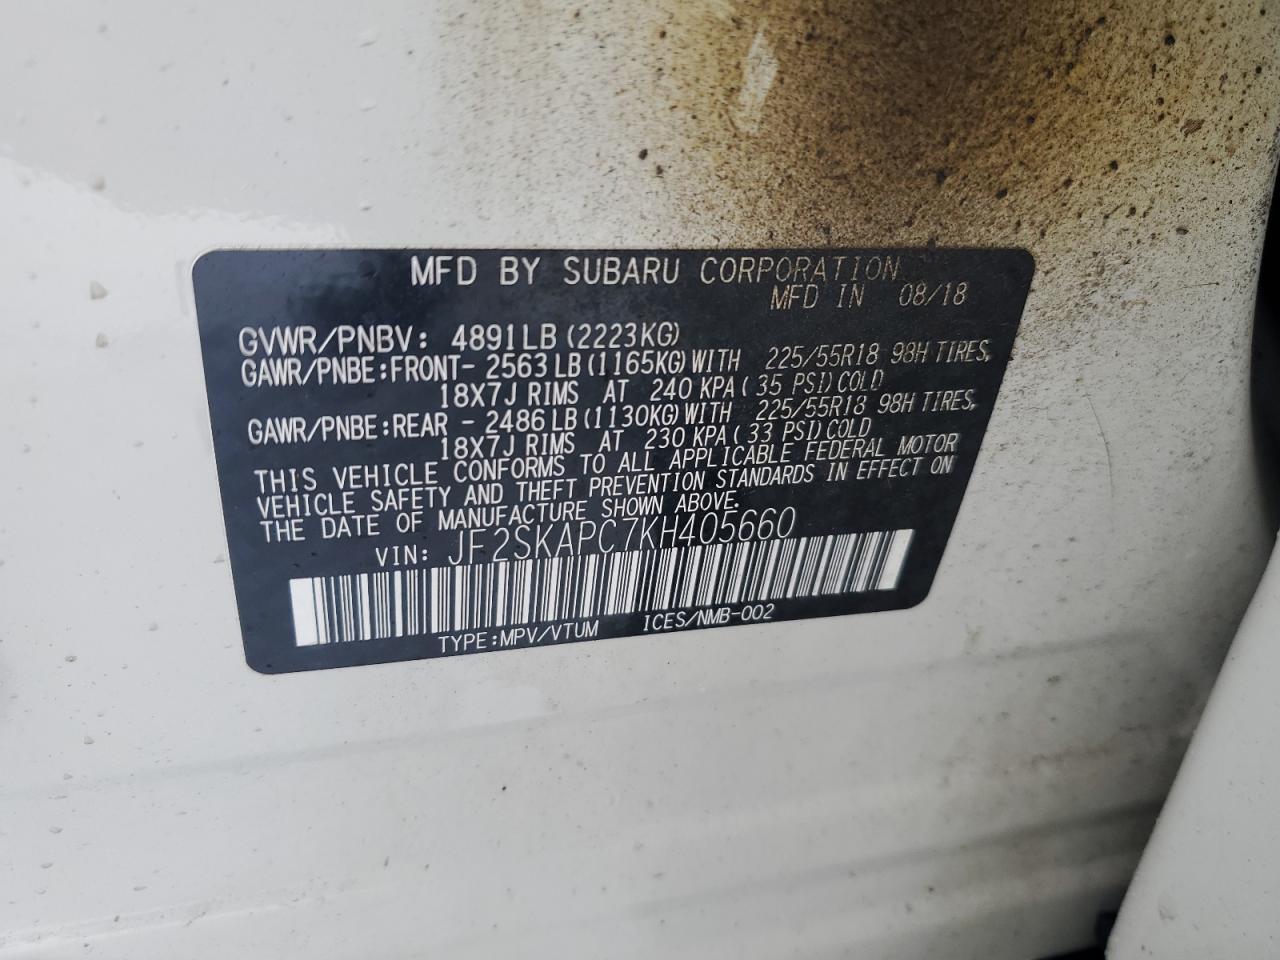 MFD BY SUBARU CORPORATION
MFD IN 08/18
GVWR/PNBV: 4891LB (2223KG)
GAWR/PNBE:FRONT- 2563LB(1165KG)WITH 225/55R18 98H TIRES,
18X7J RIMS AT 240 KPA(35 PSI)COLD
GAWR/PNBE:REAR - 2486LB(1130KG)WITH 225/55R18 98H TIRES,
18X7J RIMS AT 230 KPA(33 PSI)COLD
THIS VEHICLE CONFORMS TO ALL APPLICABLE FEDERAL MOTOR
VEHICLE SAFETY AND THEFT PREVENTION STANDARDS IN EFFECT ON
THE DATE OF MANUFACTURE SHOWN ABOVE.
VIN: JF2SKAPC7KH405660
TYPE:MPV/VTUM ICES/NMB-002